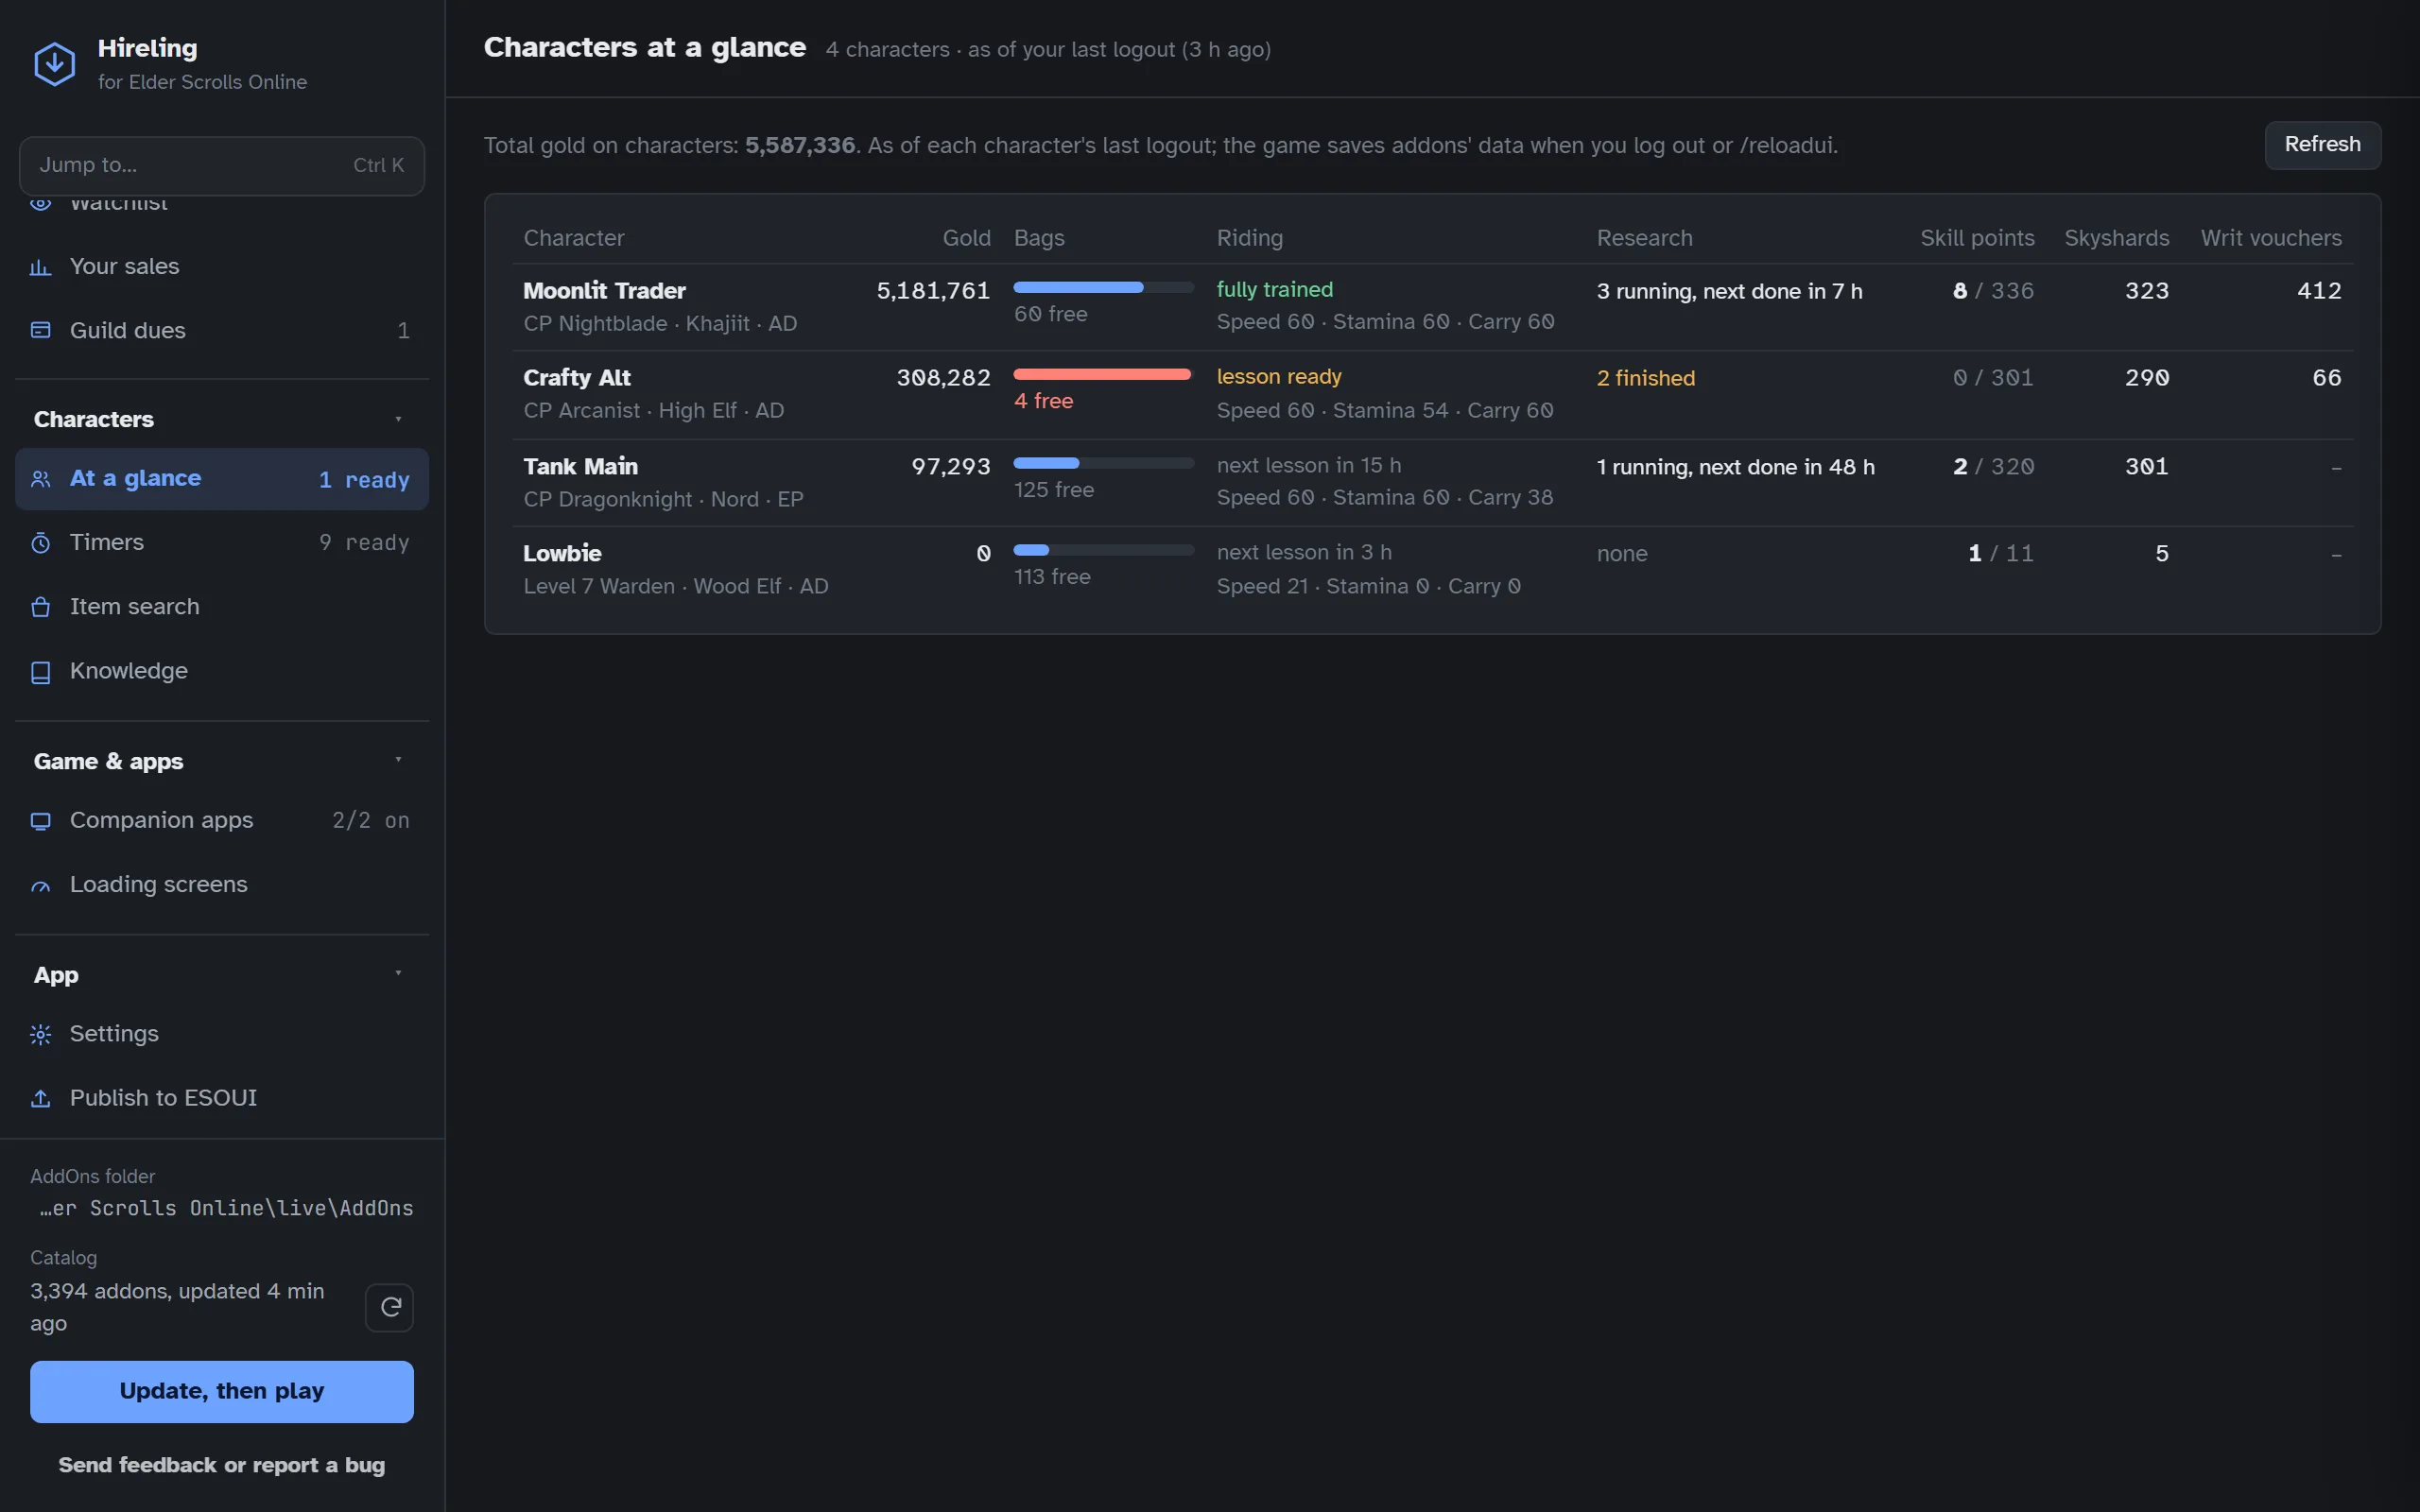 Hireling
for Elder Scrolls Online
Jump to... Ctrl K
Watchlist
Your sales
Guild dues 1
Characters
At a glance 1 ready
Timers 9 ready
Item search
Knowledge
Game & apps
Companion apps 2/2 on
Loading screens
App
Settings
Publish to ESOUI
AddOns folder
…er Scrolls Online\live\AddOns
Catalog
3,394 addons, updated 4 min
ago
Update, then play
Send feedback or report a bug
Characters at a glance 4 characters · as of your last logout (3 h ago)
Total gold on characters: 5,587,336. As of each character's last logout; the game saves addons' data when you log out or /reloadui. Refresh
Character Gold Bags Riding Research Skill points Skyshards Writ vouchers
Moonlit Trader 5,181,761 fully trained 3 running, next done in 7 h 8 / 336 323 412
CP Nightblade · Khajiit · AD 60 free Speed 60 · Stamina 60 · Carry 60
Crafty Alt 308,282 lesson ready 2 finished 0 / 301 290 66
CP Arcanist · High Elf · AD 4 free Speed 60 · Stamina 54 · Carry 60
Tank Main 97,293 next lesson in 15 h 1 running, next done in 48 h 2 / 320 301 –
CP Dragonknight · Nord · EP 125 free Speed 60 · Stamina 60 · Carry 38
Lowbie 0 next lesson in 3 h none 1 / 11 5 –
Level 7 Warden · Wood Elf · AD 113 free Speed 21 · Stamina 0 · Carry 0